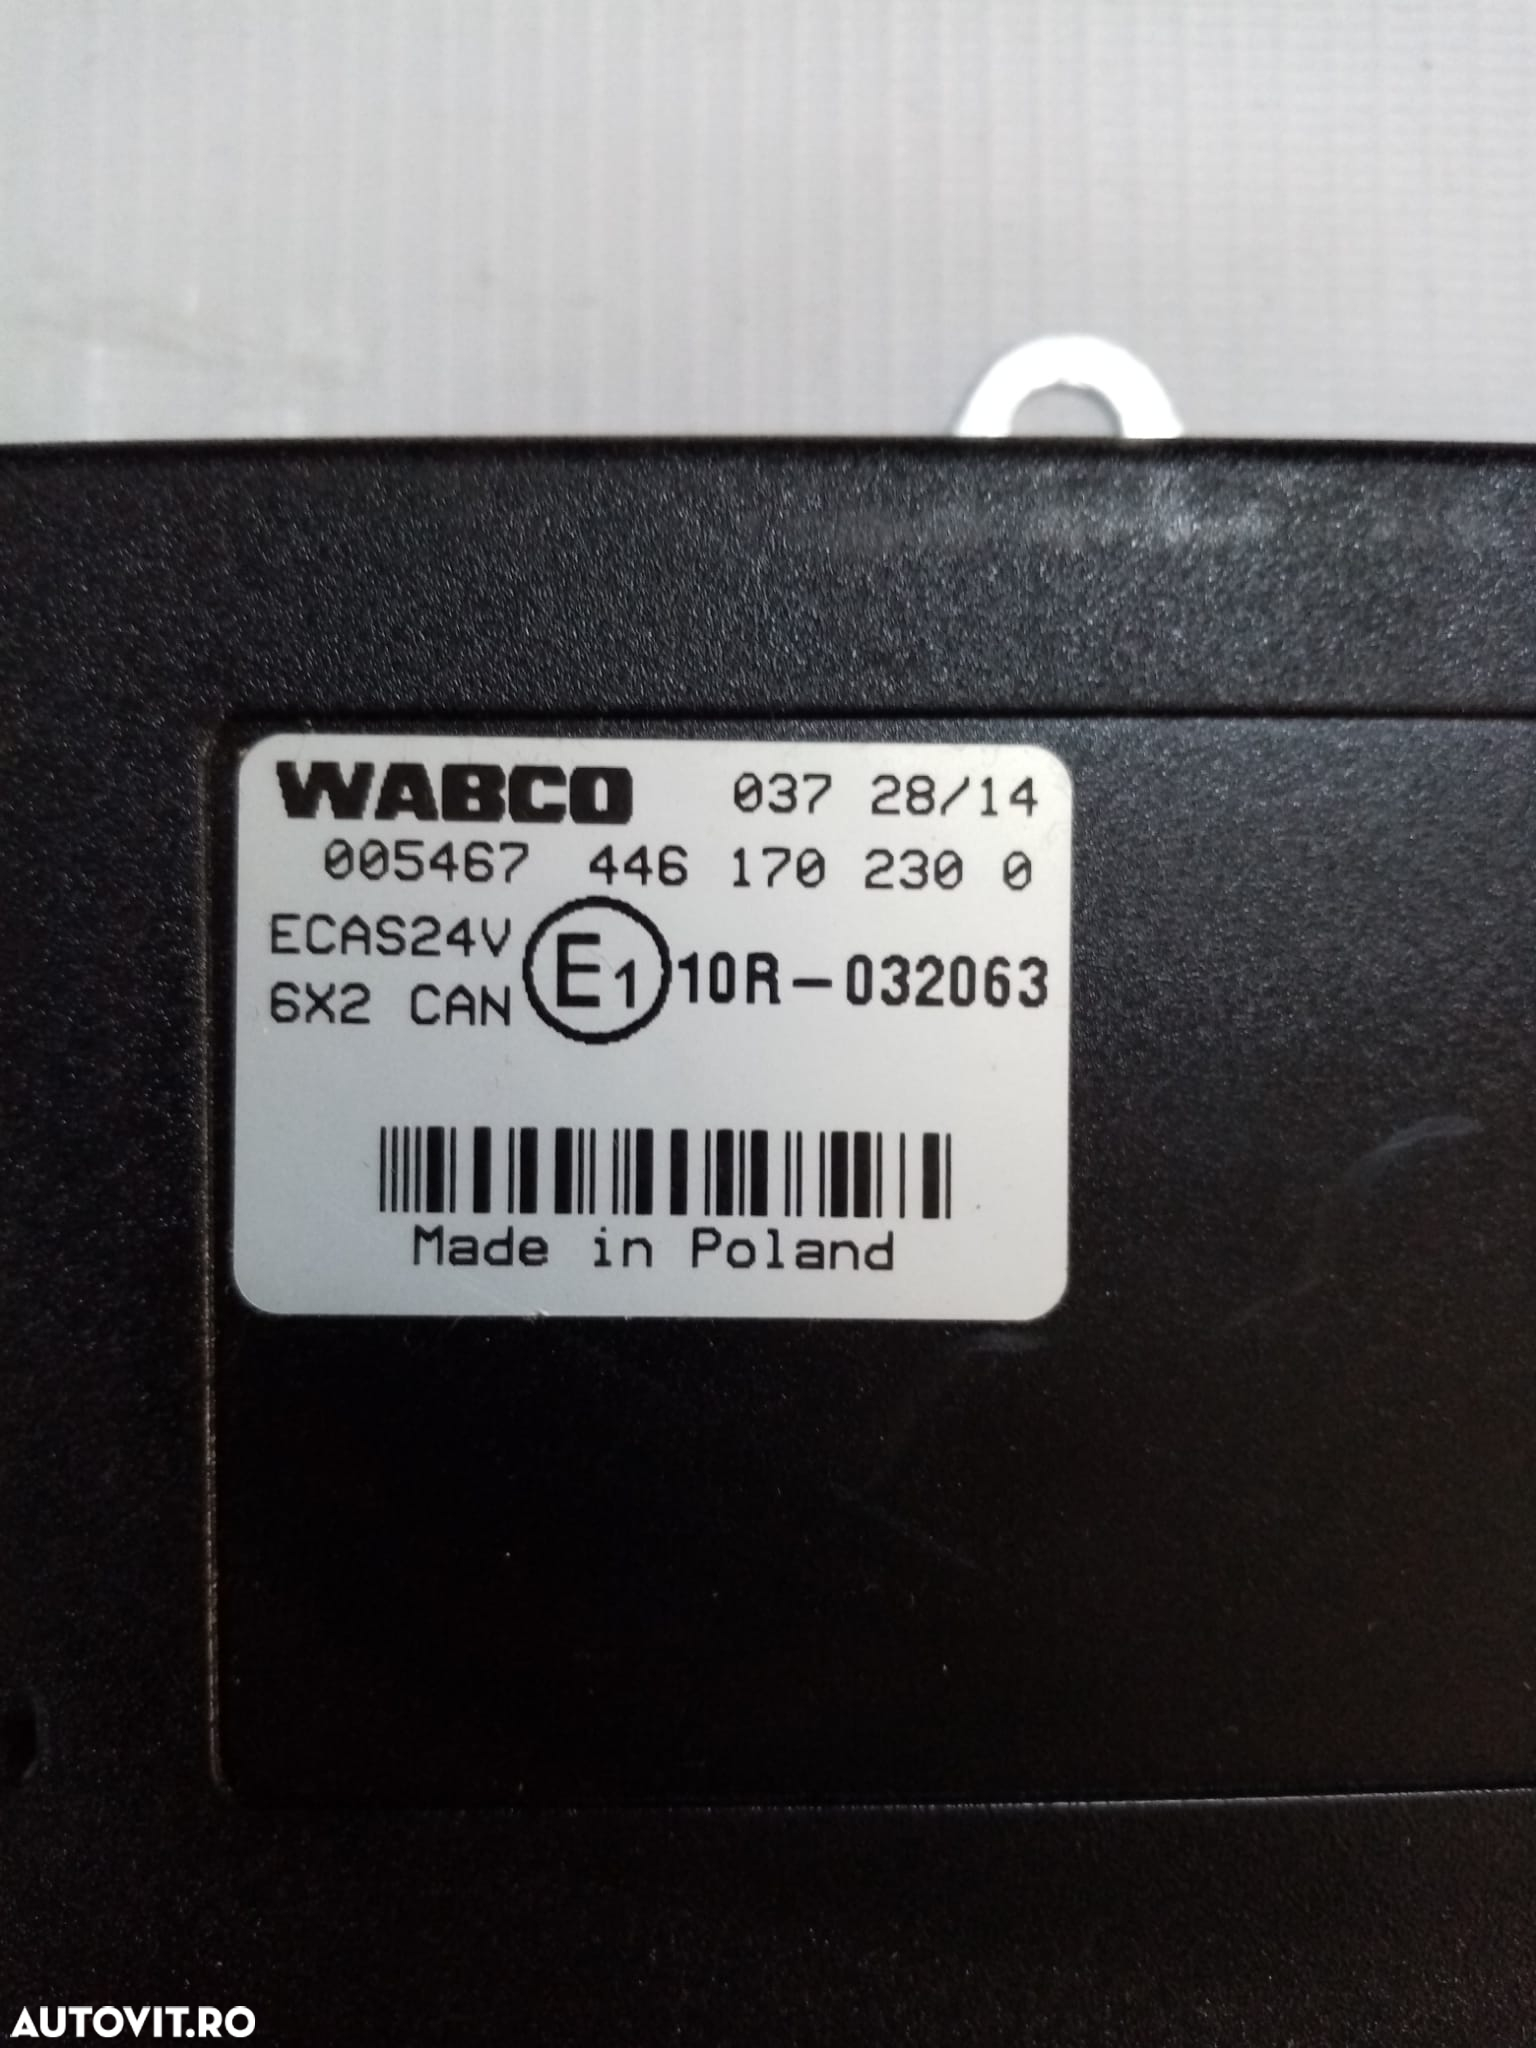 WABCO 037 28/14
005467 446 170 230 0
ECAS24V E1 10R-032063
6X2 CAN
Made in Poland
AUTOVIT.RO